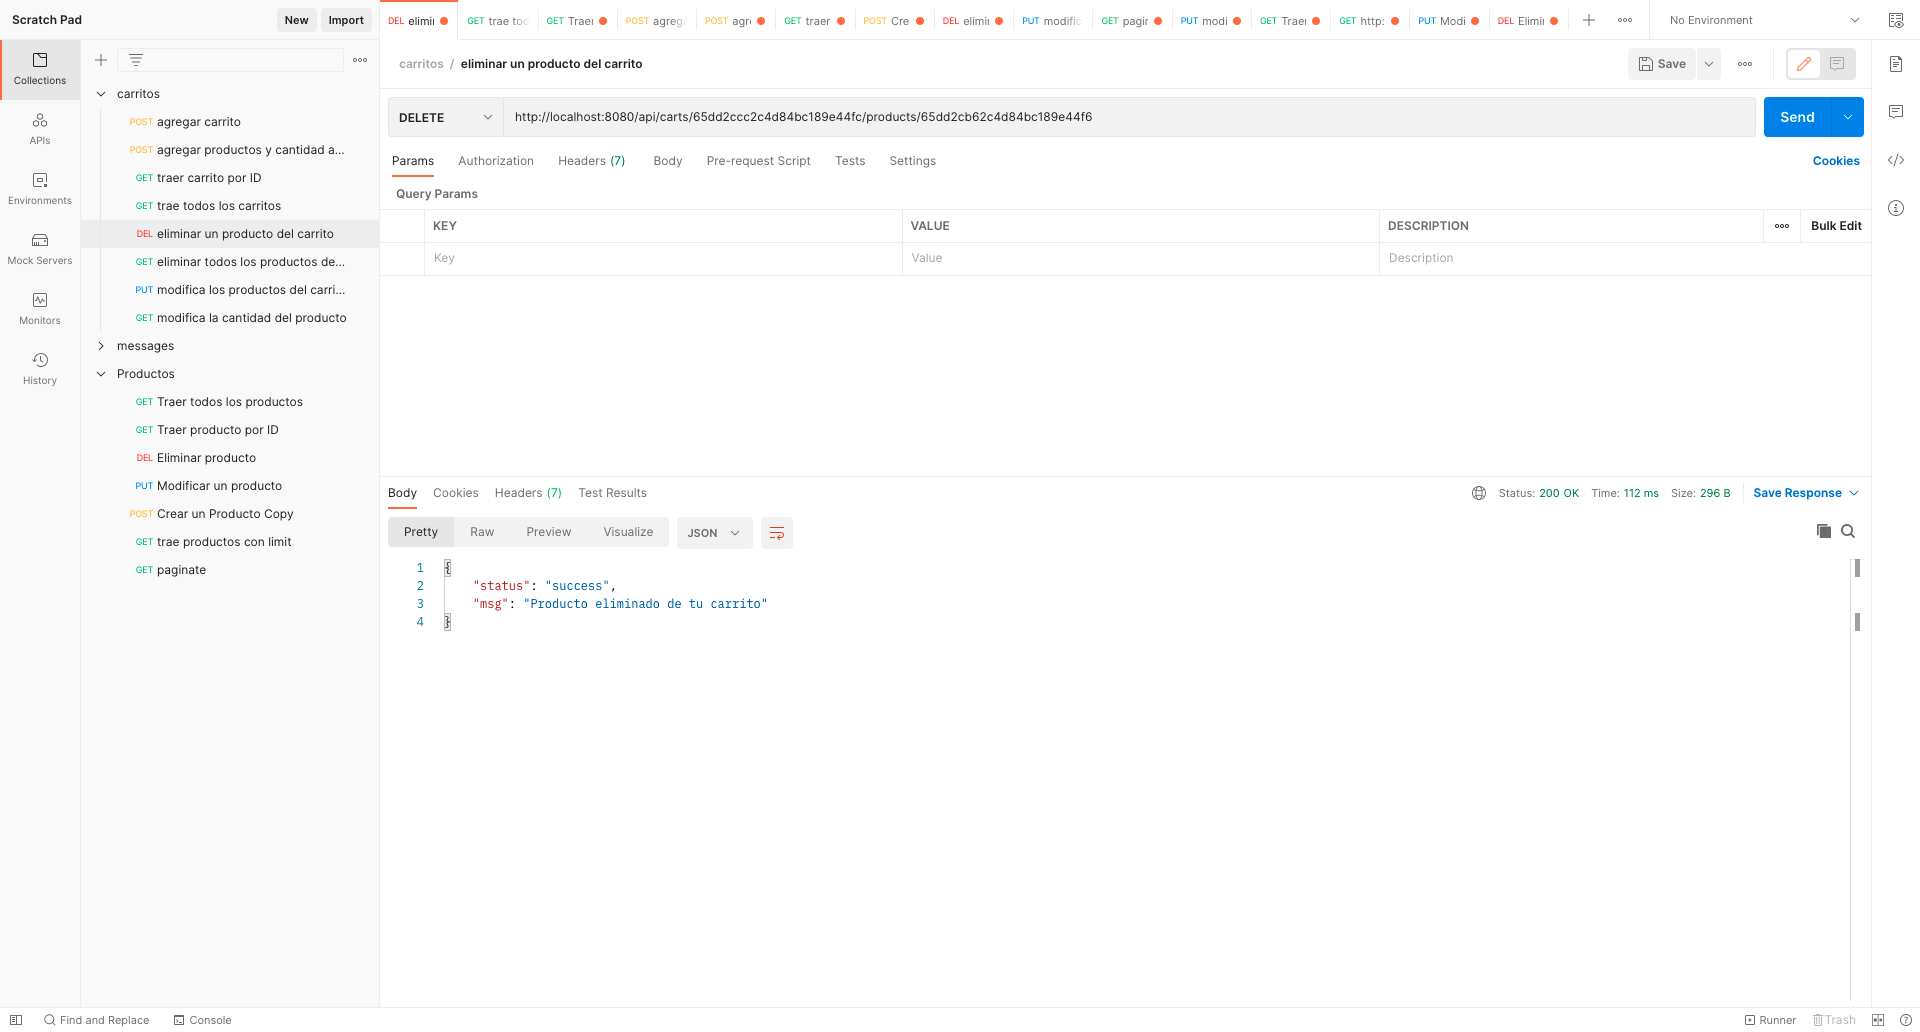 Scratch Pad
New
Import
DEL elimi
GET trae tod
GET Traer
POST agrega
POST agr
GET traer
POST Cre
DEL elimi
PUT modific
GET pagir
PUT modi
GET Traer
GET http:
PUT Modi
DEL Elimi
No Environment
Collections
APIs
Environments
Mock Servers
Monitors
History
carritos
POST agregar carrito
POST agregar productos y cantidad a...
GET traer carrito por ID
GET trae todos los carritos
DEL eliminar un producto del carrito
GET eliminar todos los productos de...
PUT modifica los productos del carri...
GET modifica la cantidad del producto
messages
Productos
GET Traer todos los productos
GET Traer producto por ID
DEL Eliminar producto
PUT Modificar un producto
POST Crear un Producto Copy
GET trae productos con limit
GET paginate
carritos / eliminar un producto del carrito
Save
DELETE
http://localhost:8080/api/carts/65dd2ccc2c4d84bc189e44fc/products/65dd2cb62c4d84bc189e44f6
Send
Params Authorization Headers (7) Body Pre-request Script Tests Settings
Cookies
Query Params
KEY VALUE DESCRIPTION
Bulk Edit
Key Value Description
Body Cookies Headers (7) Test Results
Status: 200 OK Time: 112 ms Size: 296 B
Save Response
Pretty Raw Preview Visualize
JSON
1 {
2 "status": "success",
3 "msg": "Producto eliminado de tu carrito"
4 }
Find and Replace
Console
Runner
Trash